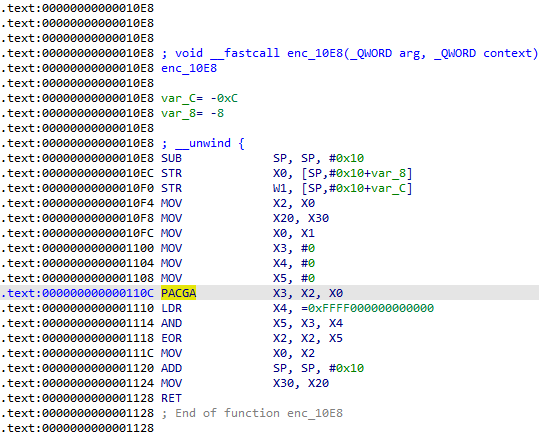 .text:00000000000010E8
.text:00000000000010E8
.text:00000000000010E8
.text:00000000000010E8 ; void __fastcall enc_10E8(_QWORD arg, _QWORD context)
.text:00000000000010E8 enc_10E8
.text:00000000000010E8
.text:00000000000010E8 var_C= -0xC
.text:00000000000010E8 var_8= -8
.text:00000000000010E8
.text:00000000000010E8 ; __unwind {
.text:00000000000010E8 SUB SP, SP, #0x10
.text:00000000000010EC STR X0, [SP,#0x10+var_8]
.text:00000000000010F0 STR W1, [SP,#0x10+var_C]
.text:00000000000010F4 MOV X2, X0
.text:00000000000010F8 MOV X20, X30
.text:00000000000010FC MOV X0, X1
.text:0000000000001100 MOV X3, #0
.text:0000000000001104 MOV X4, #0
.text:0000000000001108 MOV X5, #0
.text:000000000000110C PACGA X3, X2, X0
.text:0000000000001110 LDR X4, =0xFFFF000000000000
.text:0000000000001114 AND X5, X3, X4
.text:0000000000001118 EOR X2, X2, X5
.text:000000000000111C MOV X0, X2
.text:0000000000001120 ADD SP, SP, #0x10
.text:0000000000001124 MOV X30, X20
.text:0000000000001128 RET
.text:0000000000001128 ; End of function enc_10E8
.text:0000000000001128